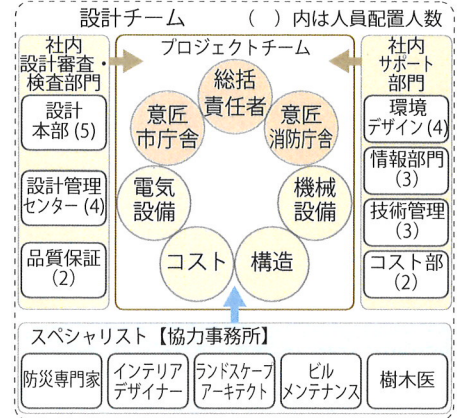 設計チーム （ ）内は人員配置人数
社内
設計審査・
検査部門
設計
本部(5)
設計管理
センター(4)
品質保証
(2)
プロジェクトチーム
総括
責任者
意匠
市庁舎
意匠
消防庁舎
電気
設備
機械
設備
コスト
構造
社内
サポート
部門
環境
デザイン(4)
情報部門
(3)
技術管理
(3)
コスト部
(2)
スペシャリスト【協力事務所】
防災専門家
インテリア
デザイナー
ランドスケープ
アーキテクト
ビル
メンテナンス
樹木医